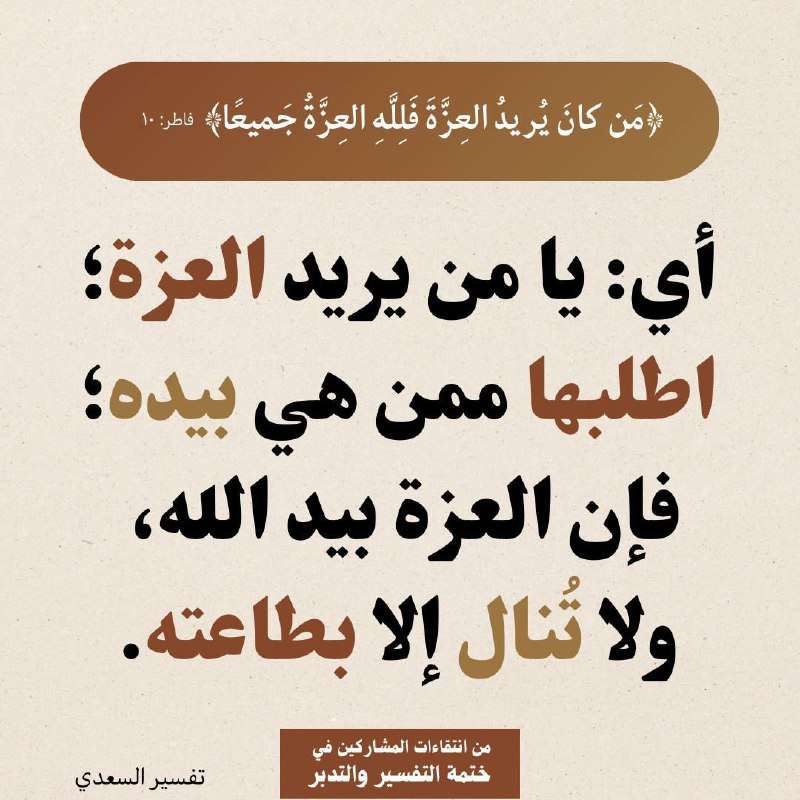 ﴿مَن كانَ يُريدُ العِزَّةَ فَلِلَّهِ العِزَّةُ جَميعًا﴾ فاطر: ١٠
أي: يا من يريد العزة؛
اطلبها ممن هي بيده؛
فإن العزة بيد الله،
ولا تُنال إلا بطاعته.
من انتقاءات المشاركين في
ختمة التفسير والتدبر
تفسير السعدي